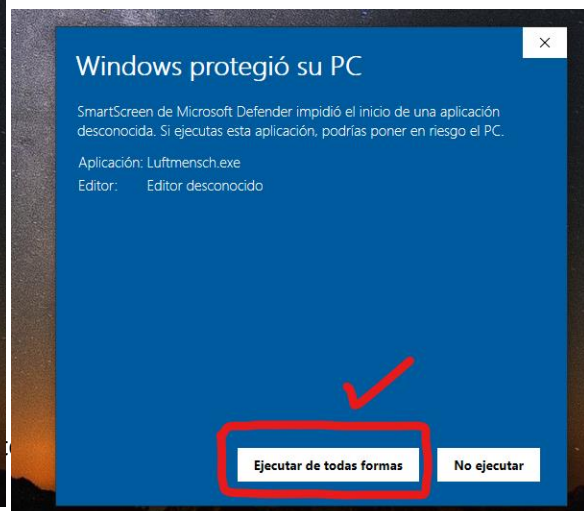 Windows protegió su PC
SmartScreen de Microsoft Defender impidió el inicio de una aplicación
desconocida. Si ejecutas esta aplicación, podrías poner en riesgo el PC.
Aplicación: Luftmensch.exe
Editor: Editor desconocido
Ejecutar de todas formas
No ejecutar